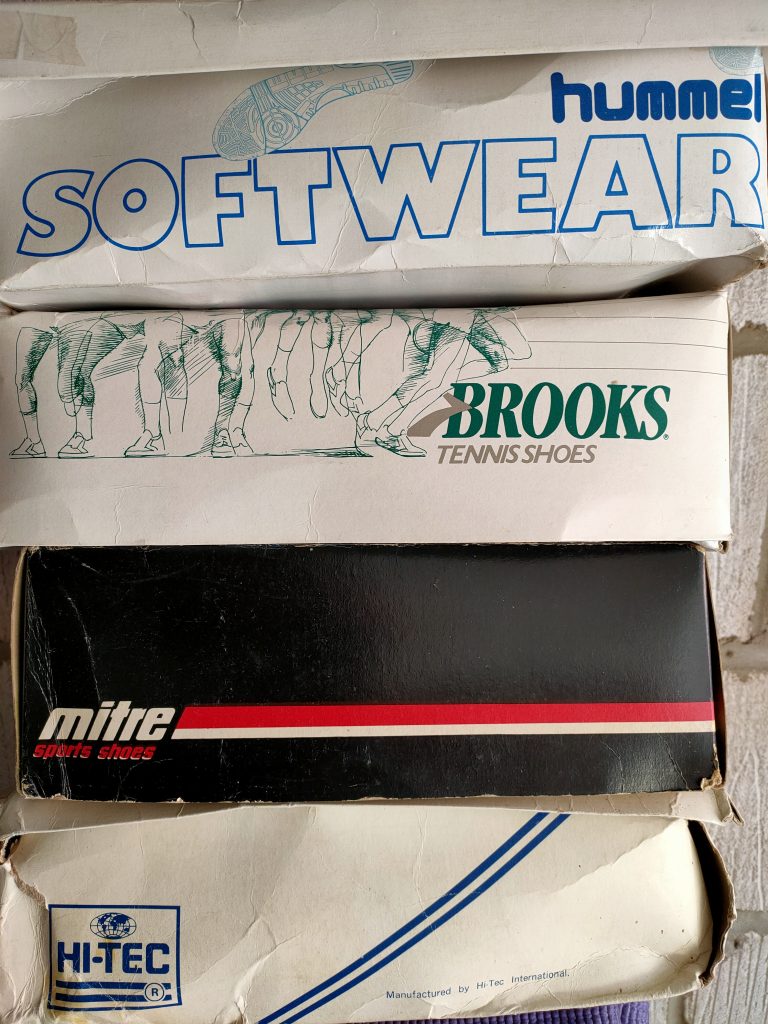 hummel
SOFTWEAR
BROOKS®
TENNIS SHOES
mitre
sports shoes
HI-TEC
®
Manufactured by Hi-Tec International.